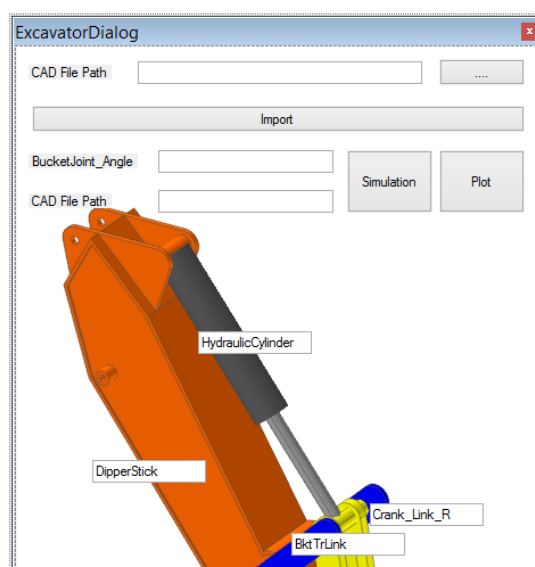 ExcavatorDialog
x
CAD File Path
....
Import
BucketJoint_Angle
Simulation
Plot
CAD File Path
HydraulicCylinder
DipperStick
Crank_Link_R
BktTrLink